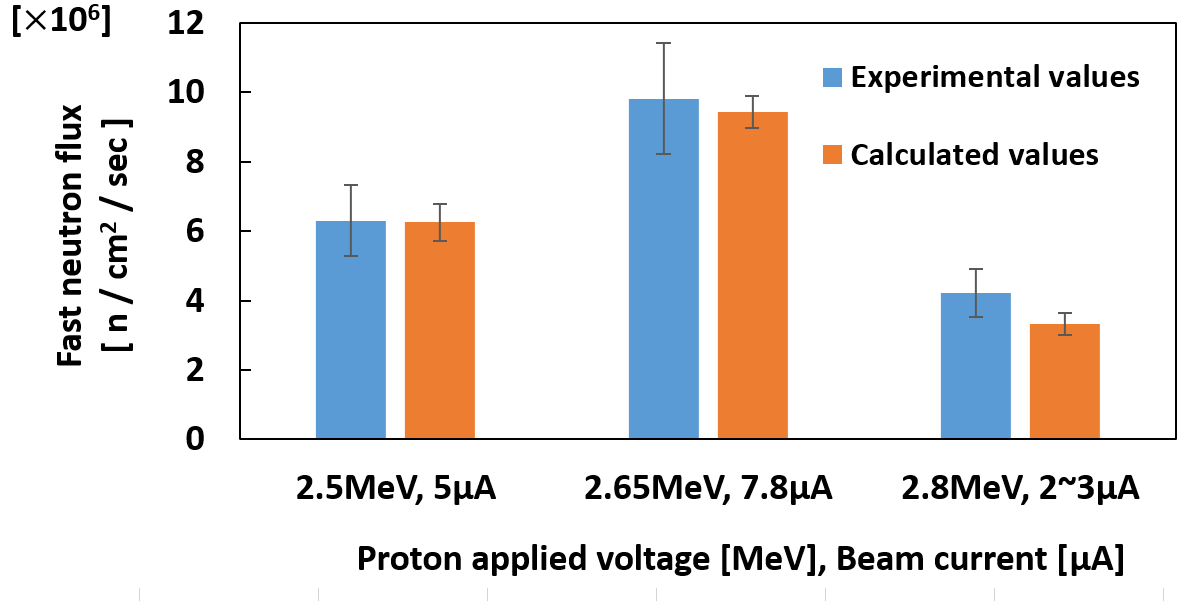 [×10⁶]
12
10
8
6
4
2
0
Fast neutron flux
[ n / cm² / sec ]
Experimental values
Calculated values
2.5MeV, 5μA
2.65MeV, 7.8μA
2.8MeV, 2~3μA
Proton applied voltage [MeV], Beam current [μA]